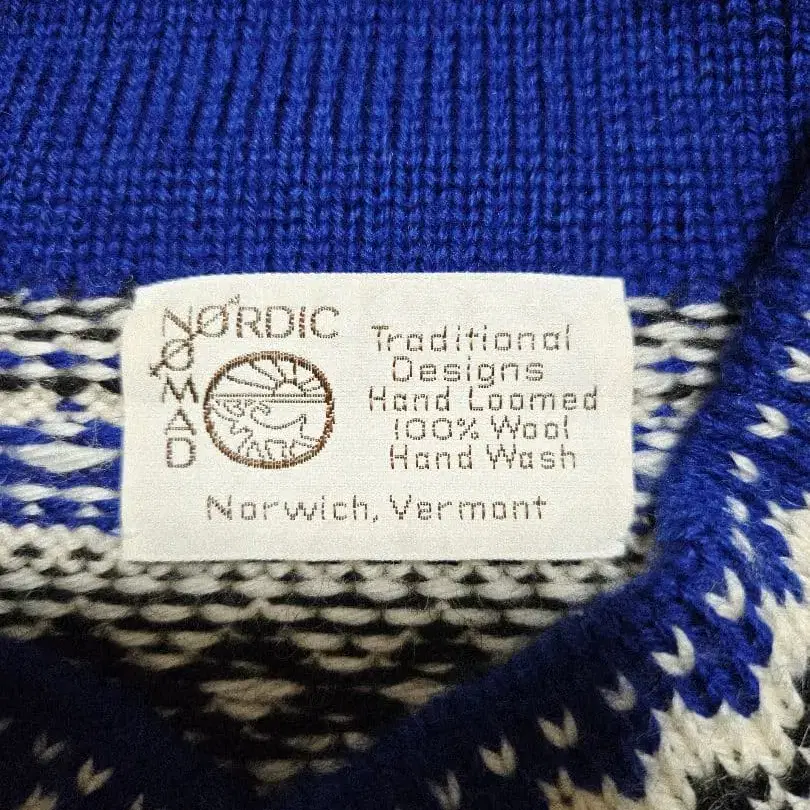 NØRDIC
NØMAD
Traditional
Designs
Hand Loomed
100% Wool
Hand Wash
Norwich, Vermont